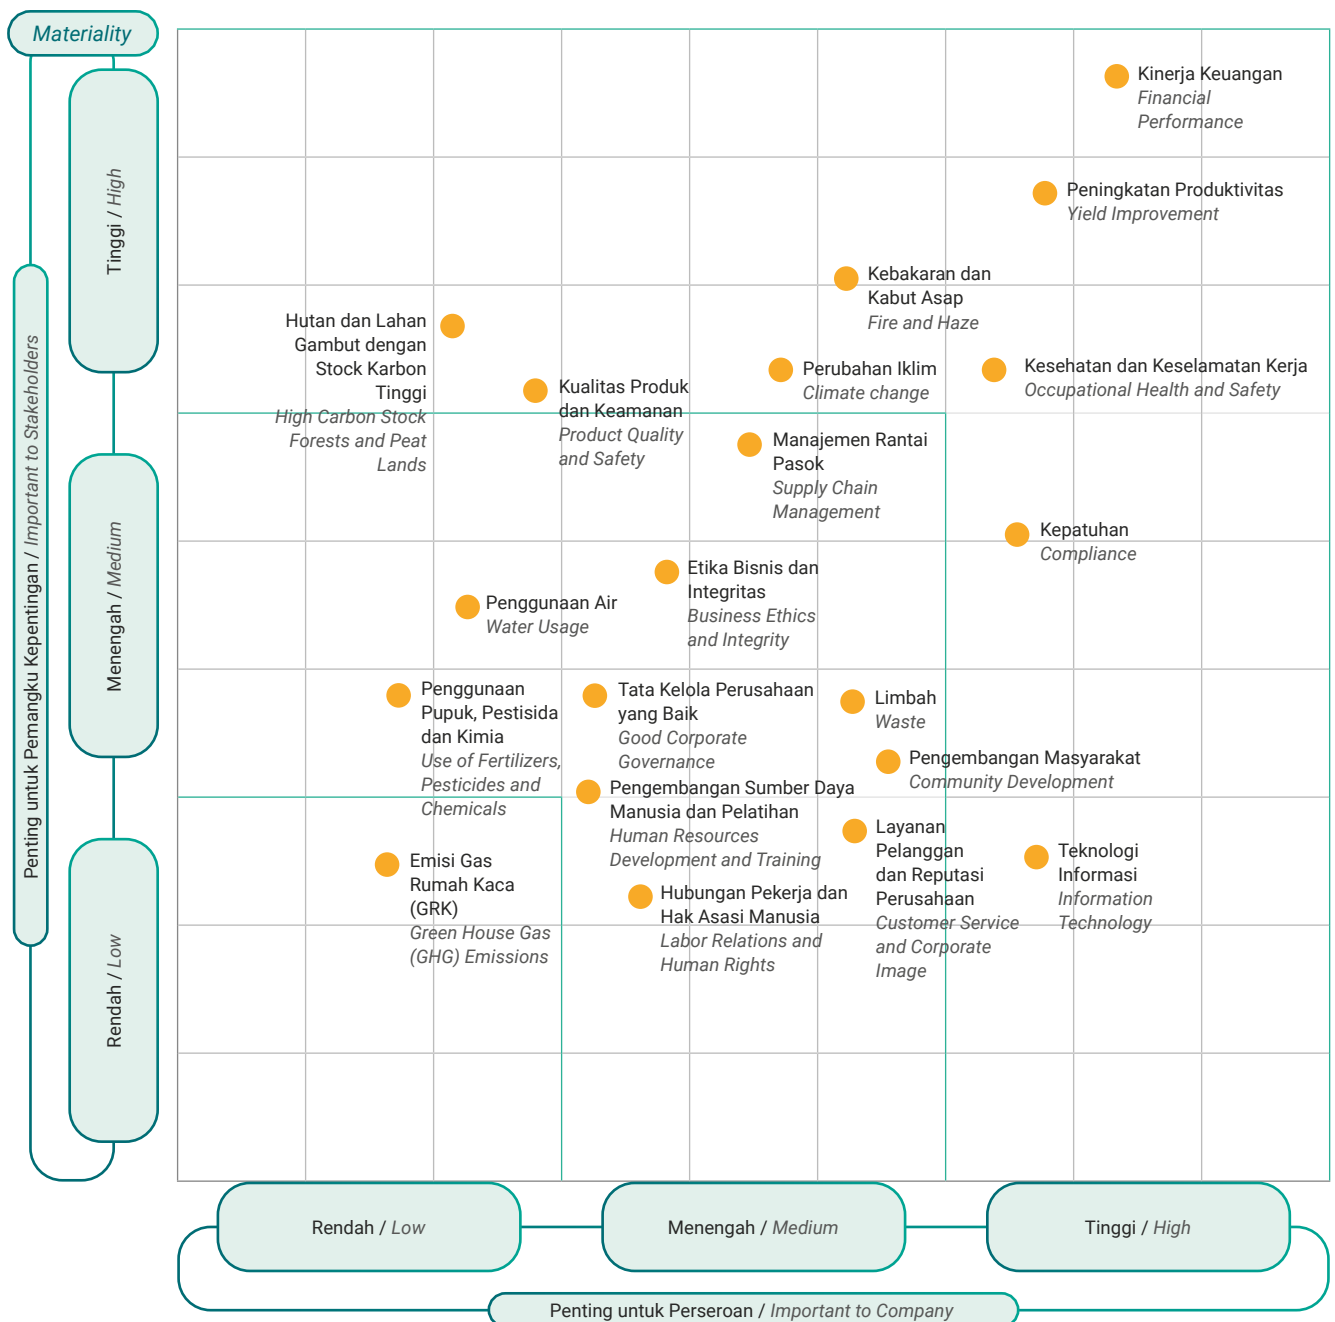 Materiality
Penting untuk Pemangku Kepentingan / Important to Stakeholders
Tinggi / High
Menengah / Medium
Rendah / Low
Kinerja Keuangan
Financial
Performance
Peningkatan Produktivitas
Yield Improvement
Kebakaran dan
Kabut Asap
Fire and Haze
Hutan dan Lahan
Gambut dengan
Stock Karbon
Tinggi
High Carbon Stock
Forests and Peat
Lands
Kualitas Produk
dan Keamanan
Product Quality
and Safety
Perubahan Iklim
Climate change
Kesehatan dan Keselamatan Kerja
Occupational Health and Safety
Manajemen Rantai
Pasok
Supply Chain
Management
Kepatuhan
Compliance
Etika Bisnis dan
Integritas
Business Ethics
and Integrity
Penggunaan Air
Water Usage
Penggunaan
Pupuk, Pestisida
dan Kimia
Use of Fertilizers,
Pesticides and
Chemicals
Tata Kelola Perusahaan
yang Baik
Good Corporate
Governance
Limbah
Waste
Pengembangan Masyarakat
Community Development
Pengembangan Sumber Daya
Manusia dan Pelatihan
Human Resources
Development and Training
Layanan
Pelanggan
dan Reputasi
Perusahaan
Customer Service
and Corporate
Image
Teknologi
Informasi
Information
Technology
Emisi Gas
Rumah Kaca
(GRK)
Green House Gas
(GHG) Emissions
Hubungan Pekerja dan
Hak Asasi Manusia
Labor Relations and
Human Rights
Rendah / Low
Menengah / Medium
Tinggi / High
Penting untuk Perseroan / Important to Company